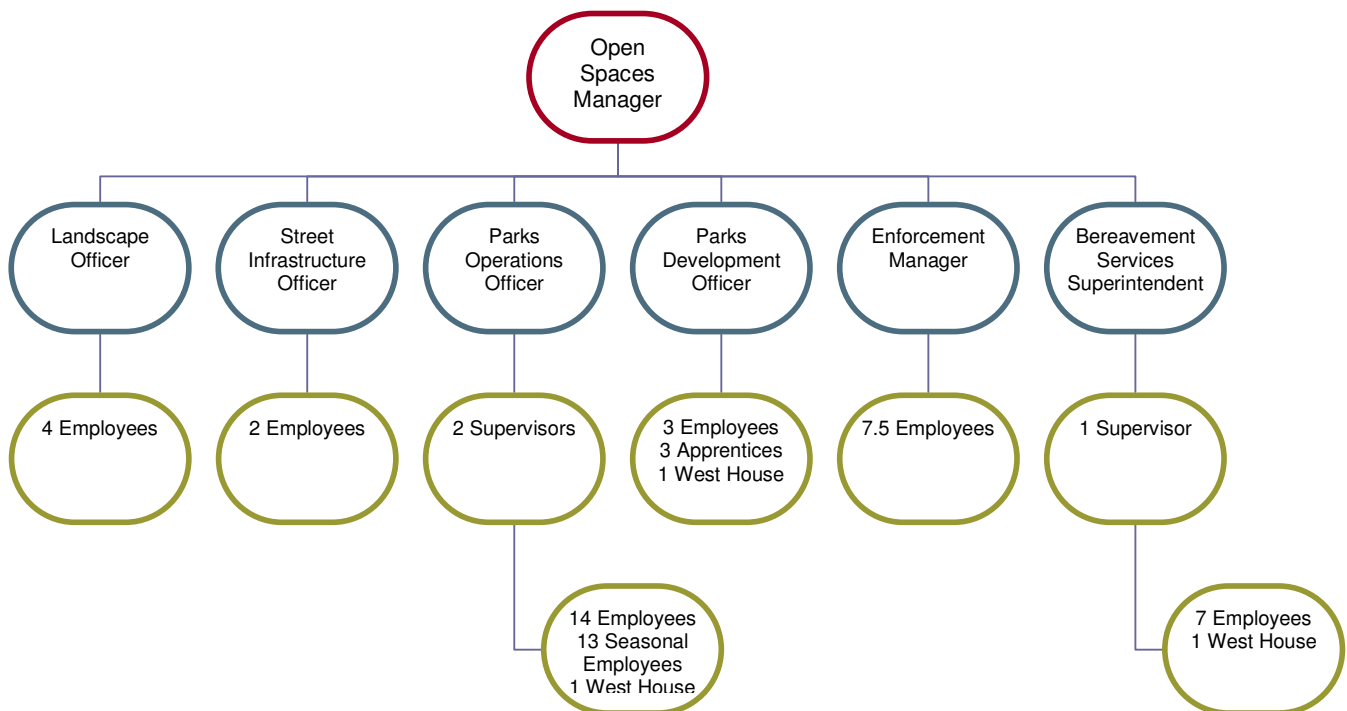 Open
Spaces
Manager
Landscape
Officer
Street
Infrastructure
Officer
Parks
Operations
Officer
Parks
Development
Officer
Enforcement
Manager
Bereavement
Services
Superintendent
4 Employees
2 Employees
2 Supervisors
3 Employees
3 Apprentices
1 West House
7.5 Employees
1 Supervisor
14 Employees
13 Seasonal
Employees
1 West House
7 Employees
1 West House